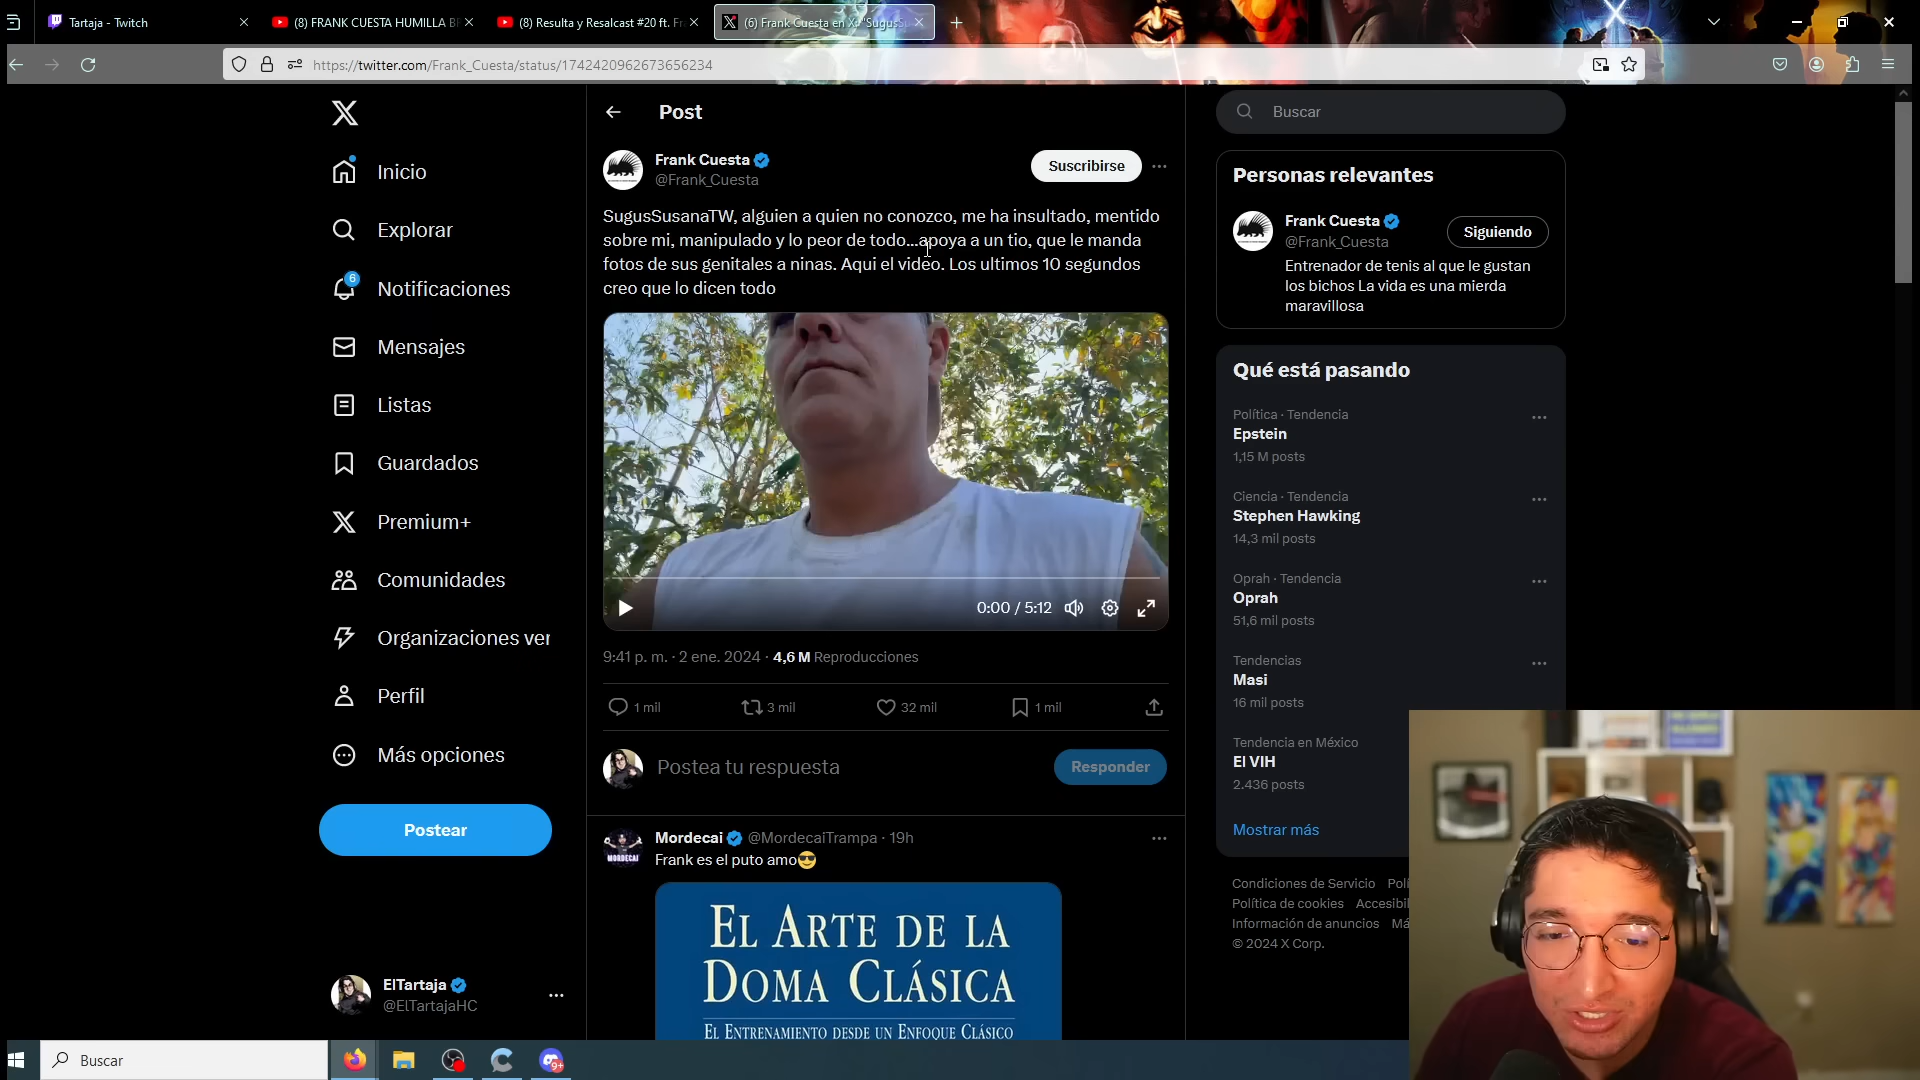 Tartaja - Twitch
(8) FRANK CUESTA HUMILLA
(8) Resulta y Resalcast #20 ft.
(6) Frank Cuesta en X:
https://twitter.com/Frank_Cuesta/status/1742420962673656234
Inicio
Explorar
6
Notificaciones
Mensajes
Listas
Guardados
Premium+
Comunidades
Organizaciones ver
Perfil
Más opciones
Postear
ElTartaja
@ElTartajaHC
Post
Frank Cuesta
@Frank_Cuesta
Suscribirse
SugusSusanaTW, alguien a quien no conozco, me ha insultado, mentido
sobre mi, manipulado y lo peor de todo...apoya a un tio, que le manda
fotos de sus genitales a ninas. Aqui el video. Los ultimos 10 segundos
creo que lo dicen todo
0:00 / 5:12
9:41 p. m. · 2 ene. 2024 · 4,6 M Reproducciones
1 mil
3 mil
32 mil
1 mil
Postea tu respuesta
Responder
Mordecai @MordecaiTrampa · 19h
Frank es el puto amo😎
MORDECAI
EL ARTE DE LA
DOMA CLÁSICA
EL ENTRENAMIENTO DESDE UN ENFOQUE CLÁSICO
Buscar
Personas relevantes
Frank Cuesta
@Frank_Cuesta
Siguiendo
Entrenador de tenis al que le gustan
los bichos La vida es una mierda
maravillosa
Qué está pasando
Política · Tendencia
Epstein
1,15 M posts
Ciencia · Tendencia
Stephen Hawking
14,3 mil posts
Oprah · Tendencia
Oprah
51,6 mil posts
Tendencias
Masi
16 mil posts
Tendencia en México
El VIH
2.436 posts
Mostrar más
Condiciones de Servicio Polí
Política de cookies Accesibil
Información de anuncios Má
© 2024 X Corp.
Buscar
9+